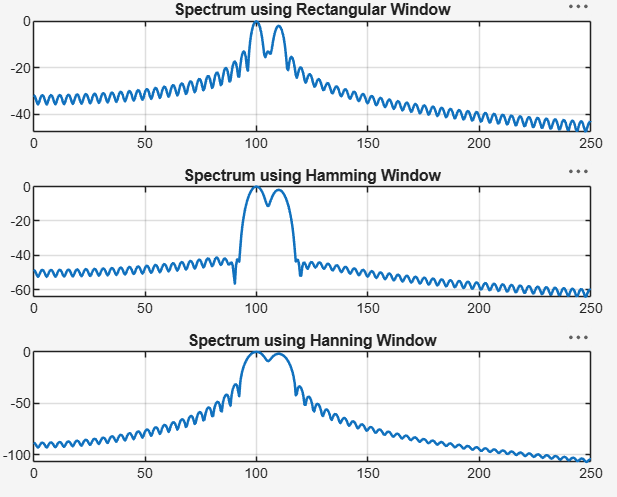 Spectrum using Rectangular Window
0
-20
-40
0 50 100 150 200 250
Spectrum using Hamming Window
0
-20
-40
-60
0 50 100 150 200 250
Spectrum using Hanning Window
0
-50
-100
0 50 100 150 200 250